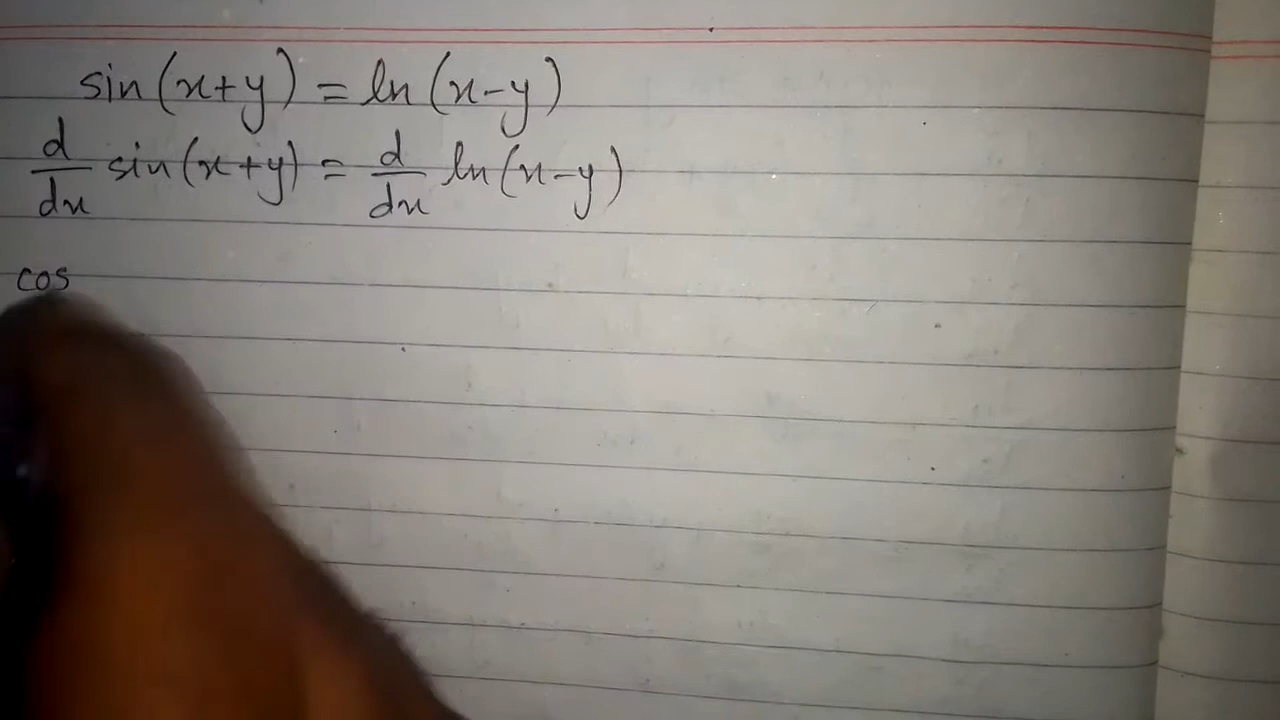 sin(x+y) = ln(x-y)
d/dx sin(x+y) = d/dx ln(x-y)
cos